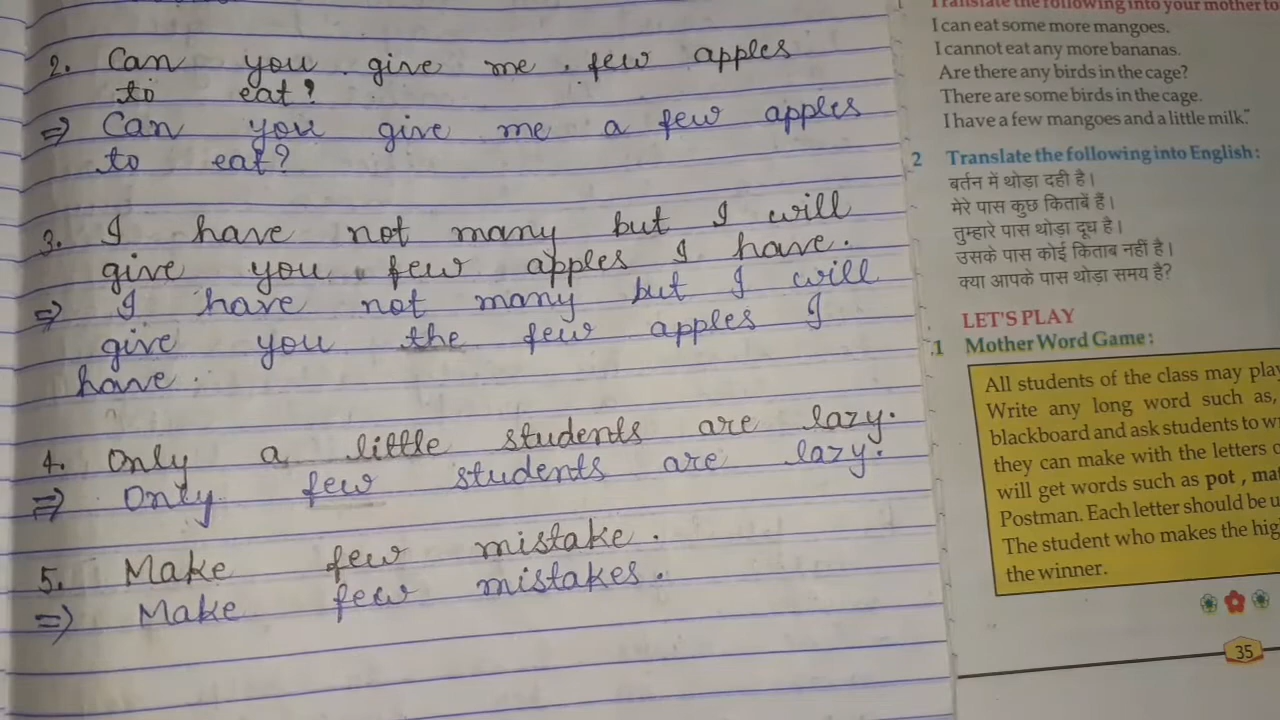 2. Can you give me few apples
to eat?
⇒ Can you give me a few apples
to eat?
3. I have not many but I will
give you few apples I have.
⇒ I have not many but I will
give you the few apples I
have.
4. Only a little students are lazy.
⇒ Only few students are lazy.
5. Make few mistake.
⇒ Make few mistakes.
Translate the following into your mother to
I can eat some more mangoes.
I cannot eat any more bananas.
Are there any birds in the cage?
There are some birds in the cage.
I have a few mangoes and a little milk."
2 Translate the following into English:
बर्तन में थोड़ा दही है।
मेरे पास कुछ किताबें हैं।
तुम्हारे पास थोड़ा दूध है।
उसके पास कोई किताब नहीं है।
क्या आपके पास थोड़ा समय है?
LET'S PLAY
.1 Mother Word Game:
All students of the class may play
Write any long word such as,
blackboard and ask students to w
they can make with the letters o
will get words such as pot, ma
Postman. Each letter should be u
The student who makes the hig
the winner.
35